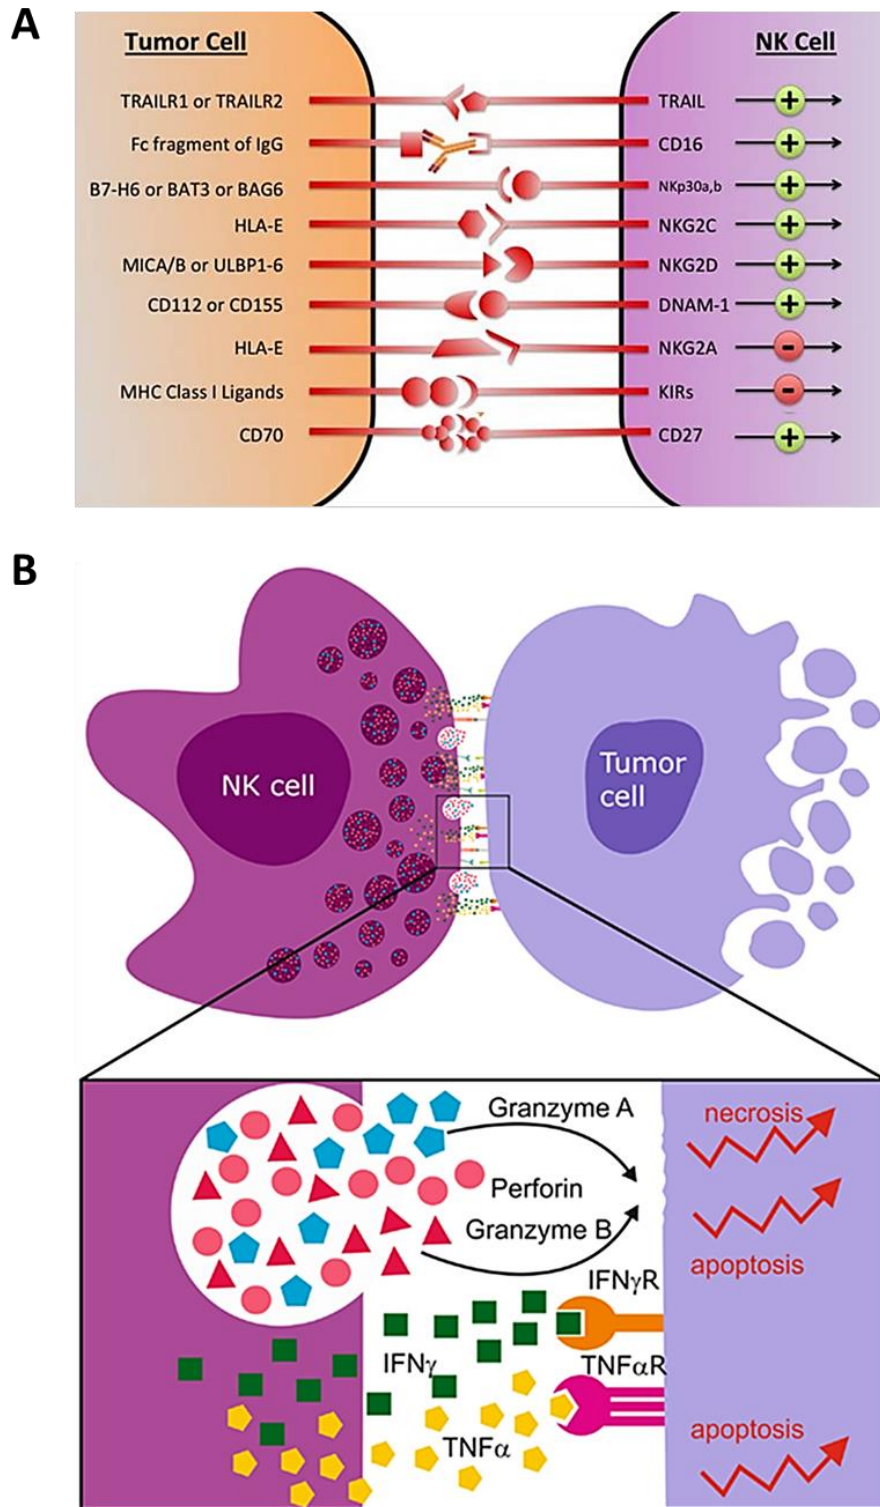 A
Tumor Cell
NK Cell
TRAILR1 or TRAILR2
TRAIL
+
Fc fragment of IgG
CD16
+
B7-H6 or BAT3 or BAG6
NKp30a,b
+
HLA-E
NKG2C
+
MICA/B or ULBP1-6
NKG2D
+
CD112 or CD155
DNAM-1
+
HLA-E
NKG2A
-
MHC Class I Ligands
KIRs
-
CD70
CD27
+
B
NK cell
Tumor
cell
Granzyme A
necrosis
Perforin
Granzyme B
apoptosis
IFNγR
IFNγ
TNFαR
TNFα
apoptosis